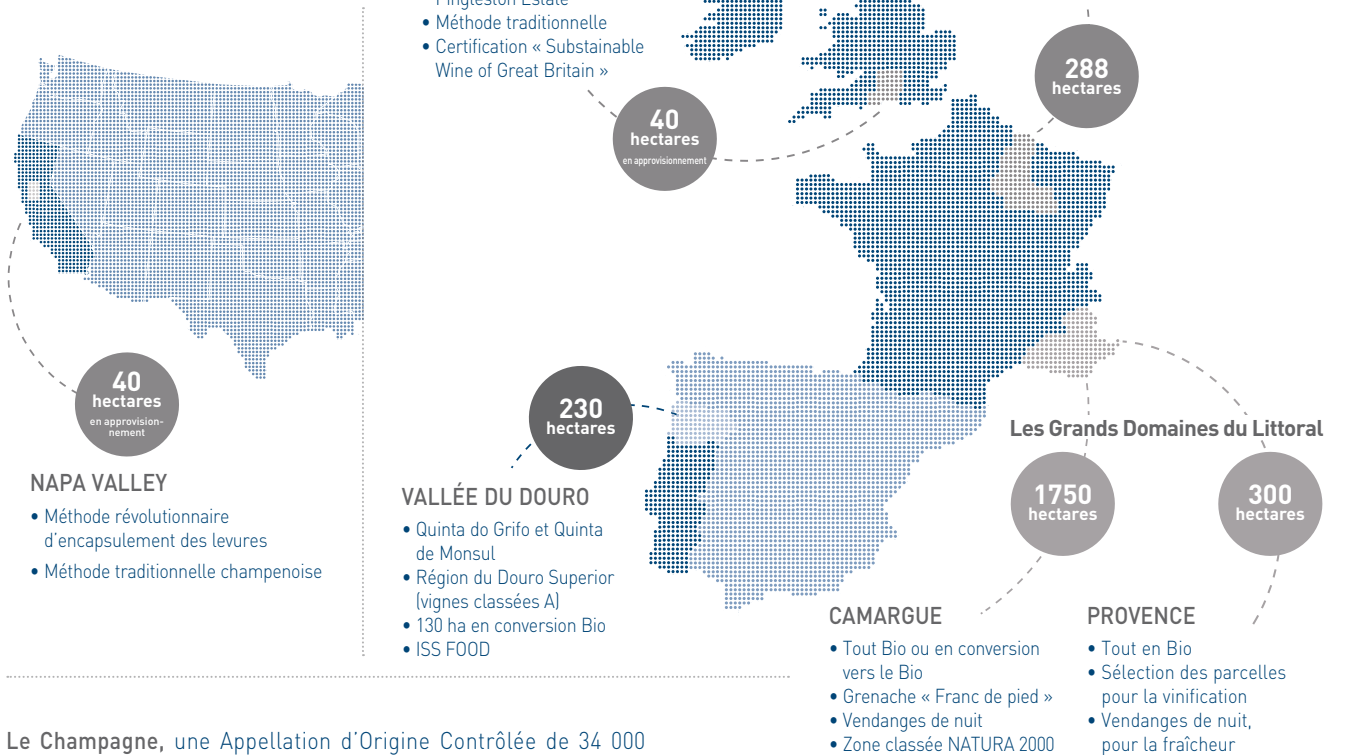 Pingleston Estate
• Méthode traditionnelle
• Certification « Substainable
Wine of Great Britain »
40
hectares
en approvisionnement
288
hectares
40
hectares
en approvision-
nement
NAPA VALLEY
• Méthode révolutionnaire
d’encapsulement des levures
• Méthode traditionnelle champenoise
230
hectares
VALLÉE DU DOURO
• Quinta do Grifo et Quinta
de Monsul
• Région du Douro Superior
(vignes classées A)
• 130 ha en conversion Bio
• ISS FOOD
Les Grands Domaines du Littoral
1750
hectares
300
hectares
CAMARGUE
• Tout Bio ou en conversion
vers le Bio
• Grenache « Franc de pied »
• Vendanges de nuit
• Zone classée NATURA 2000
PROVENCE
• Tout en Bio
• Sélection des parcelles
pour la vinification
• Vendanges de nuit,
pour la fraîcheur
Le Champagne, une Appellation d’Origine Contrôlée de 34 000